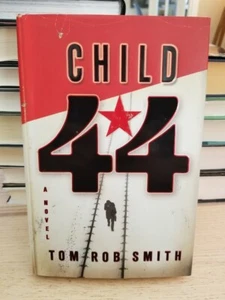 CHILD
44
A NOVEL
TOM ROB SMITH